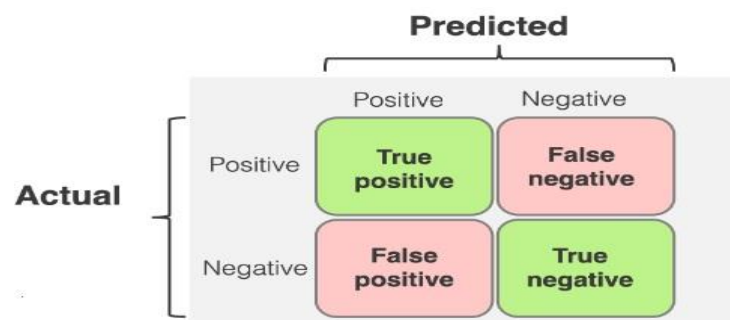 Predicted
Positive Negative
Actual
Positive
True positive
False negative
Negative
False positive
True negative